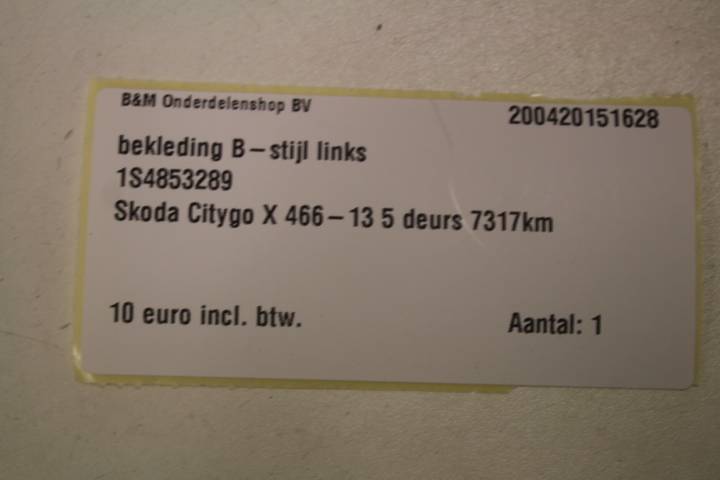 B&M Onderdelenshop BV
200420151628
bekleding B-stijl links
1S4853289
Skoda Citygo X 466-13 5 deurs 7317km
10 euro incl. btw.
Aantal: 1